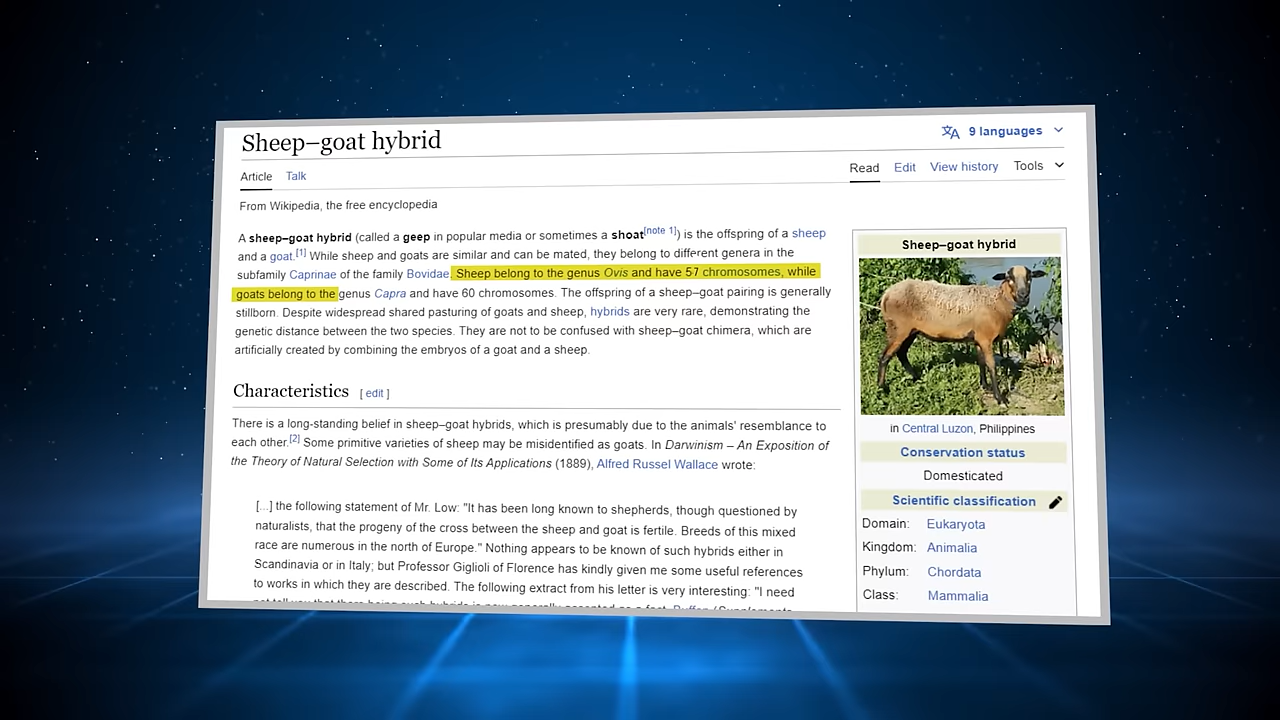 Sheep–goat hybrid
9 languages
Article Talk
Read Edit View history Tools
From Wikipedia, the free encyclopedia
A sheep–goat hybrid (called a geep in popular media or sometimes a shoat[note 1]) is the offspring of a sheep
and a goat.[1] While sheep and goats are similar and can be mated, they belong to different genera in the
subfamily Caprinae of the family Bovidae. Sheep belong to the genus Ovis and have 57 chromosomes, while
goats belong to the genus Capra and have 60 chromosomes. The offspring of a sheep–goat pairing is generally
stillborn. Despite widespread shared pasturing of goats and sheep, hybrids are very rare, demonstrating the
genetic distance between the two species. They are not to be confused with sheep–goat chimera, which are
artificially created by combining the embryos of a goat and a sheep.
Characteristics [ edit ]
There is a long-standing belief in sheep–goat hybrids, which is presumably due to the animals' resemblance to
each other.[2] Some primitive varieties of sheep may be misidentified as goats. In Darwinism – An Exposition of
the Theory of Natural Selection with Some of Its Applications (1889), Alfred Russel Wallace wrote:
[...] the following statement of Mr. Low: "It has been long known to shepherds, though questioned by
naturalists, that the progeny of the cross between the sheep and goat is fertile. Breeds of this mixed
race are numerous in the north of Europe." Nothing appears to be known of such hybrids either in
Scandinavia or in Italy; but Professor Giglioli of Florence has kindly given me some useful references
to works in which they are described. The following extract from his letter is very interesting: "I need
Sheep–goat hybrid
in Central Luzon, Philippines
Conservation status
Domesticated
Scientific classification
Domain: Eukaryota
Kingdom: Animalia
Phylum: Chordata
Class: Mammalia